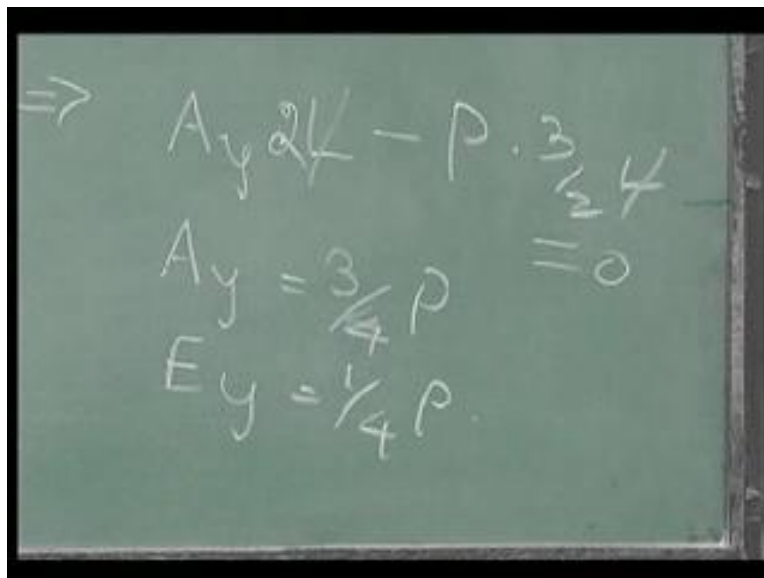 ⇒ Ay 2L − P . 3/2 L
= 0
Ay = 3/4 P
Ey = 1/4 P.